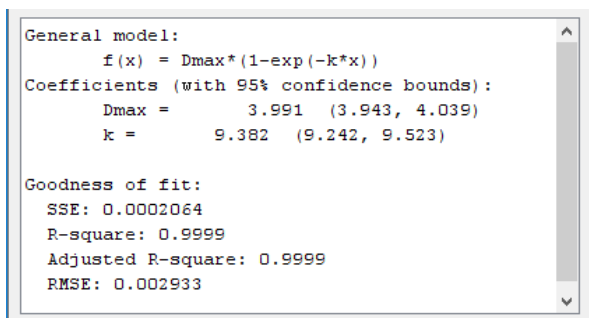 General model:
f(x) = Dmax*(1-exp(-k*x))
Coefficients (with 95% confidence bounds):
Dmax = 3.991 (3.943, 4.039)
k = 9.382 (9.242, 9.523)
Goodness of fit:
SSE: 0.0002064
R-square: 0.9999
Adjusted R-square: 0.9999
RMSE: 0.002933